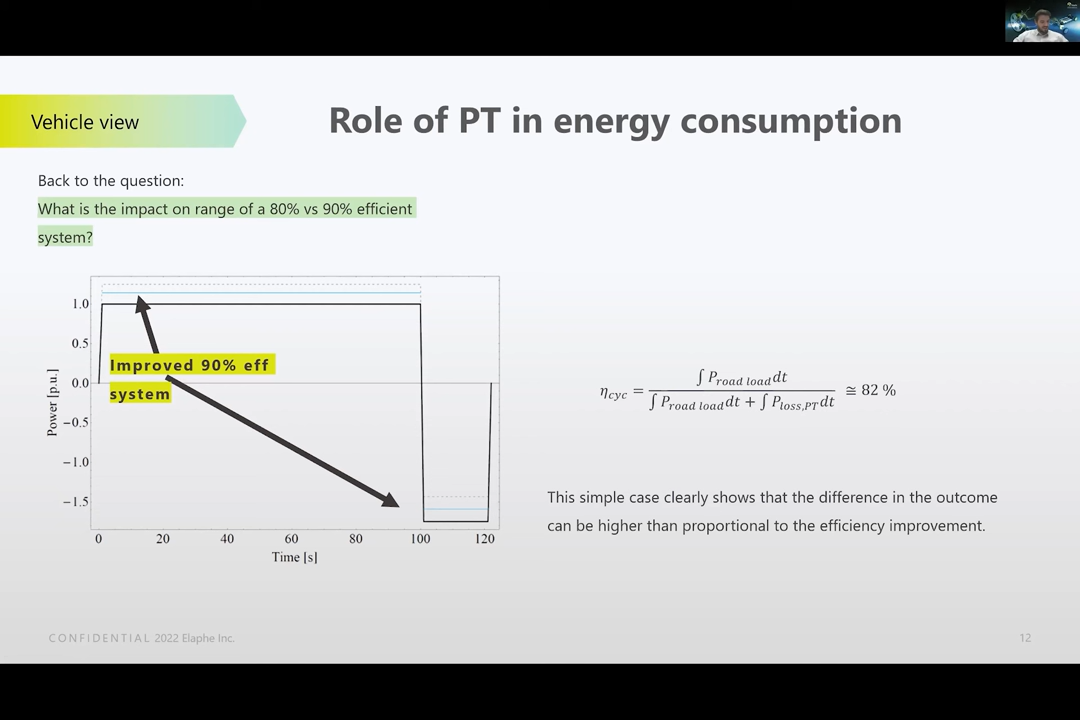 Vehicle view
Role of PT in energy consumption
Back to the question:
What is the impact on range of a 80% vs 90% efficient
system?
1.0
0.5
0.0
−0.5
−1.0
−1.5
Power [p.u.]
Improved 90% eff
system
0 20 40 60 80 100 120
Time [s]
η_cyc = ∫ P_road load dt / (∫ P_road load dt + ∫ P_loss,PT dt) ≅ 82 %
This simple case clearly shows that the difference in the outcome
can be higher than proportional to the efficiency improvement.
CONFIDENTIAL 2022 Elaphe Inc.
12